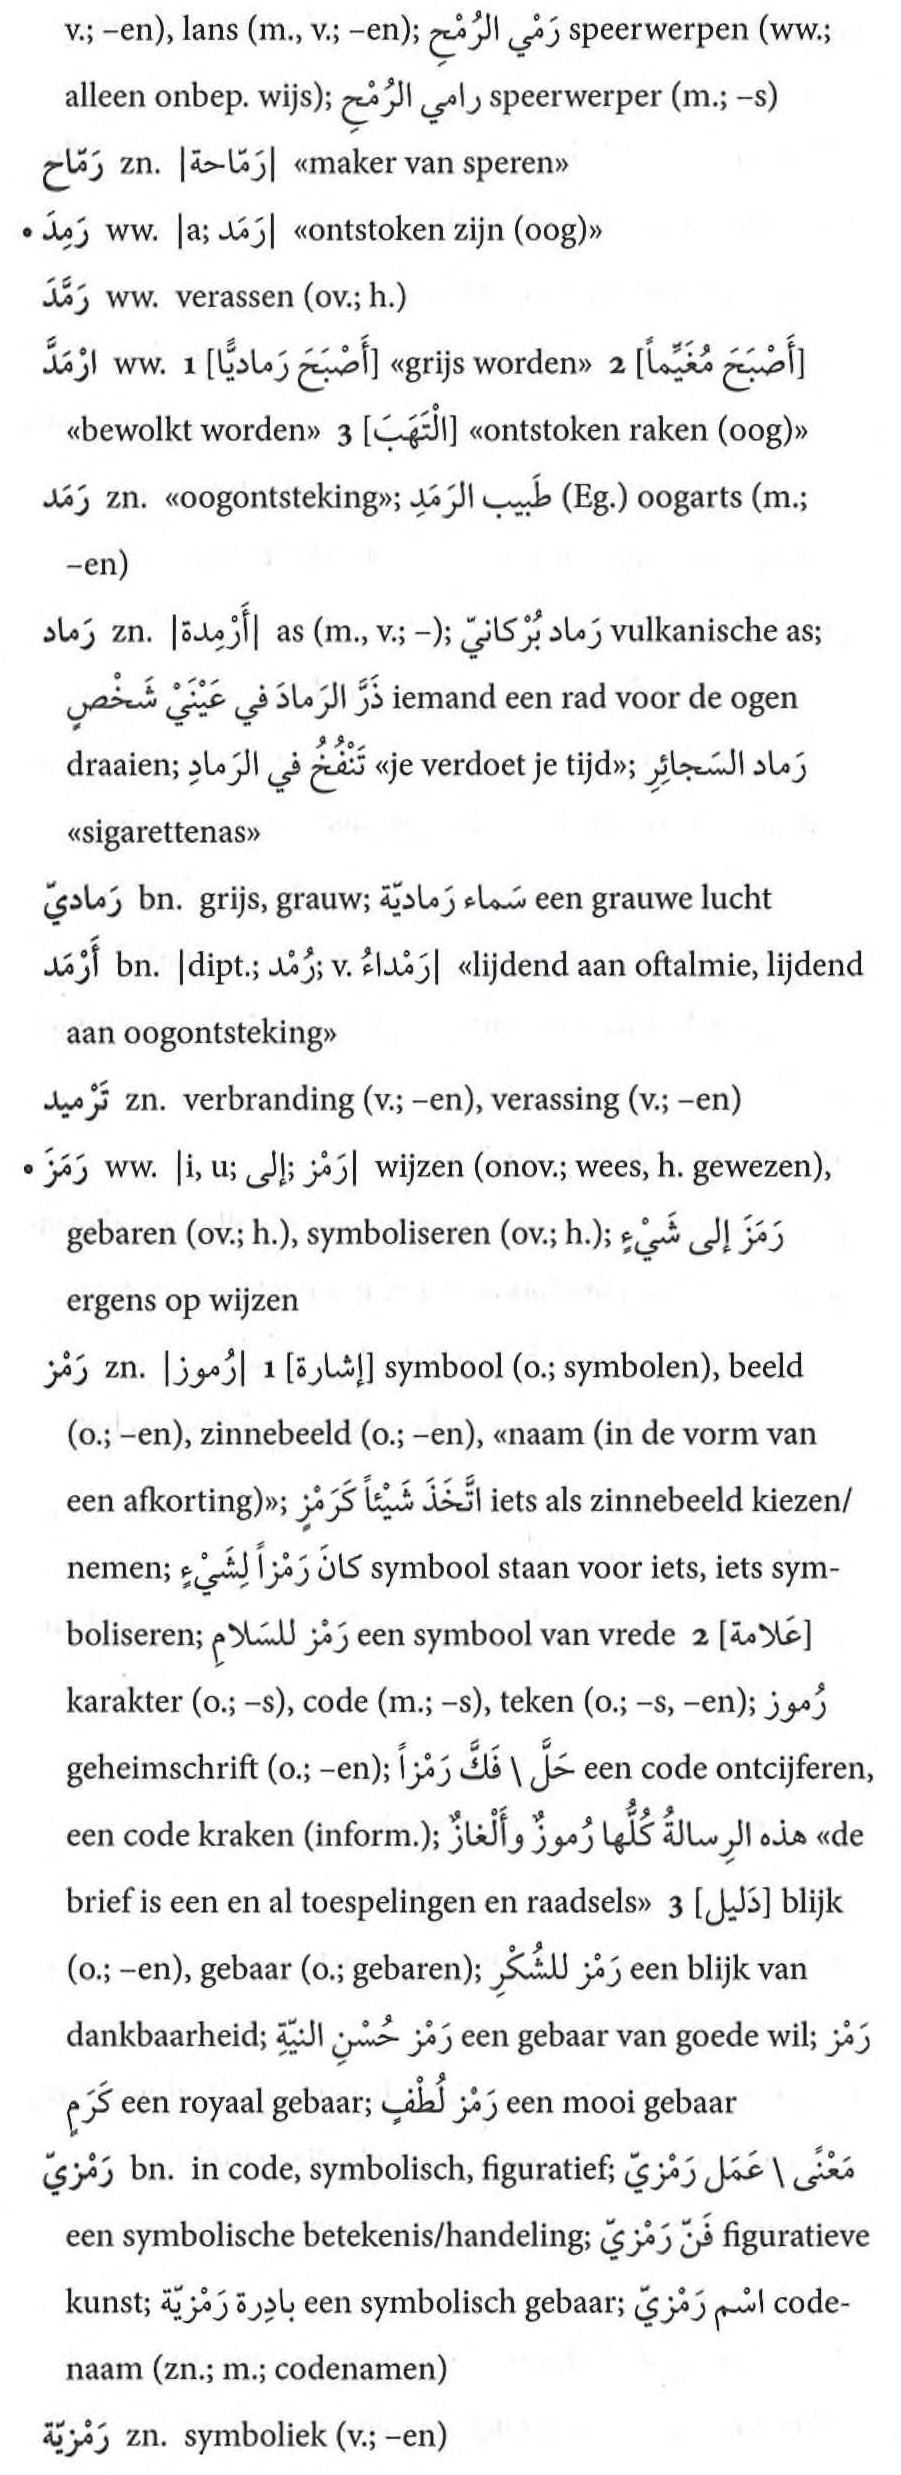 v.; –en), lans (m., v.; –en); رَمْي الرُمْحِ speerwerpen (ww.;
alleen onbep. wijs); رامي الرُمْحِ speerwerper (m.; –s)
رَمّاح zn. |رَمّاحة| «maker van speren»
• رَمِدَ ww. |a; رَمَد| «ontstoken zijn (oog)»
رَمَّدَ ww. verassen (ov.; h.)
ارْمَدَّ ww. 1 [أَصْبَحَ رَماديًّا] «grijs worden» 2 [أَصْبَحَ مُغَيِّماً]
«bewolkt worden» 3 [الْتَهَبَ] «ontstoken raken (oog)»
رَمَد zn. «oogontsteking»; طَبيب الرَمَدِ (Eg.) oogarts (m.;
–en)
رَماد zn. |أَرْمِدة| as (m., v.; –); رَماد بُرْكانيّ vulkanische as;
ذَرَّ الرَمادَ في عَيْنَيْ شَخْصٍ iemand een rad voor de ogen
draaien; تَنْفُخُ في الرَمادِ «je verdoet je tijd»; رَماد السَجائِرِ
«sigarettenas»
رَماديّ bn. grijs, grauw; سَماء رَماديّة een grauwe lucht
أَرْمَد bn. |dipt.; رُمْد; v. رَمْداءُ| «lijdend aan oftalmie, lijdend
aan oogontsteking»
تَرْميد zn. verbranding (v.; –en), verassing (v.; –en)
• رَمَزَ ww. |i, u; إلى; رَمْز| wijzen (onov.; wees, h. gewezen),
gebaren (ov.; h.), symboliseren (ov.; h.); رَمَزَ إلى شَيْءٍ
ergens op wijzen
رَمْز zn. |رُموز| 1 [إشارة] symbool (o.; symbolen), beeld
(o.; –en), zinnebeeld (o.; –en), «naam (in de vorm van
een afkorting)»; اتَّخَذَ شَيْئاً كَرَمْزٍ iets als zinnebeeld kiezen/
nemen; كانَ رَمْزاً لِشَيْءٍ symbool staan voor iets, iets sym-
boliseren; رَمْز للسَلامِ een symbool van vrede 2 [عَلامة]
karakter (o.; –s), code (m.; –s), teken (o.; –s, –en); رُموز
geheimschrift (o.; –en); حَلَّ \ فَكَّ رَمْزاً een code ontcijferen,
een code kraken (inform.); هذه الرِسالةُ كُلُّها رُموزٌ وأَلْغازٌ «de
brief is een en al toespelingen en raadsels» 3 [دَليل] blijk
(o.; –en), gebaar (o.; gebaren); رَمْز للشُكْرِ een blijk van
dankbaarheid; رَمْز حُسْنِ النيّةِ een gebaar van goede wil; رَمْز
كَرَمٍ een royaal gebaar; رَمْز لُطْفٍ een mooi gebaar
رَمْزيّ bn. in code, symbolisch, figuratief; مَعْنًى \ عَمَل رَمْزيّ
een symbolische betekenis/handeling; فَنّ رَمْزيّ figuratieve
kunst; بادِرة رَمْزيّة een symbolisch gebaar; اسْم رَمْزيّ code-
naam (zn.; m.; codenamen)
رَمْزيّة zn. symboliek (v.; –en)